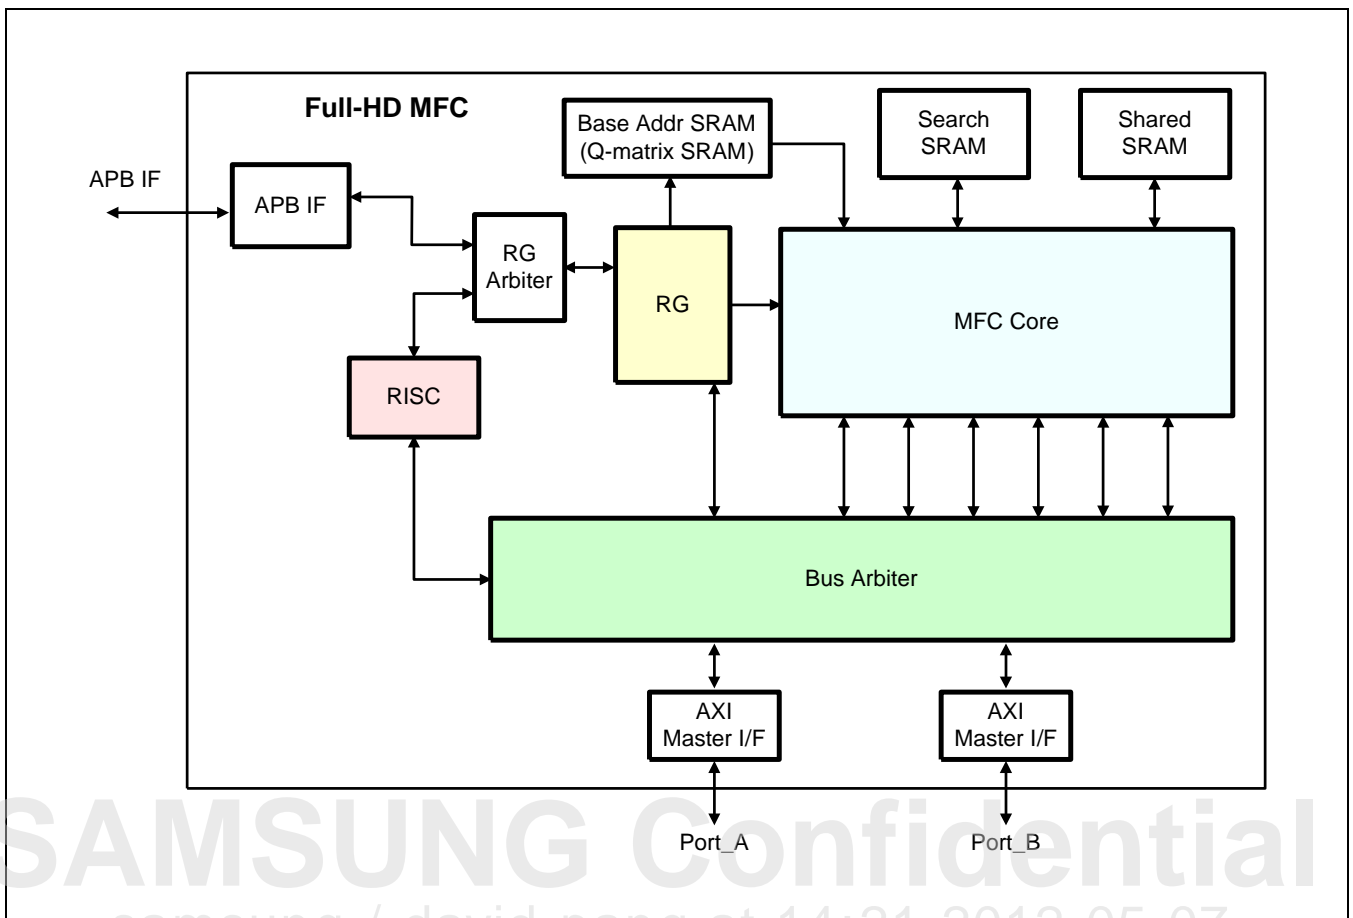 Full-HD MFC
Base Addr SRAM
(Q-matrix SRAM)
Search
SRAM
Shared
SRAM
APB IF
APB IF
RG
Arbiter
RG
MFC Core
RISC
Bus Arbiter
AXI
Master I/F
AXI
Master I/F
Port_A
Port_B
SAMSUNG Confidential